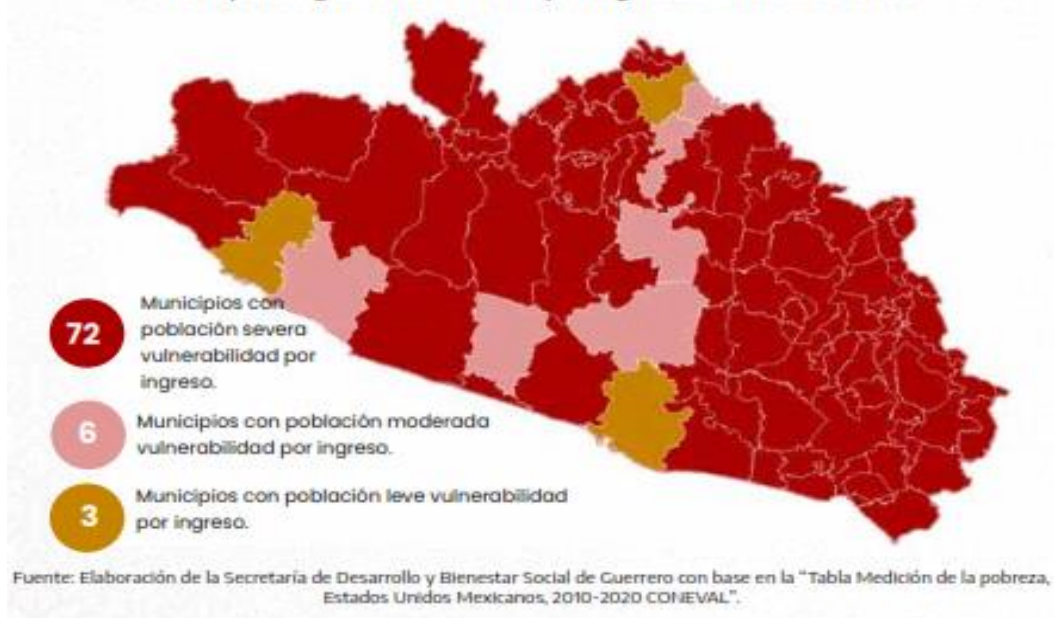 72
Municipios con
población severa
vulnerabilidad por
ingreso.
6
Municipios con población moderada
vulnerabilidad por ingreso.
3
Municipios con población leve vulnerabilidad
por ingreso.
Fuente: Elaboración de la Secretaría de Desarrollo y Bienestar Social de Guerrero con base en la “Tabla Medición de la pobreza,
Estados Unidos Mexicanos, 2010-2020 CONEVAL”.